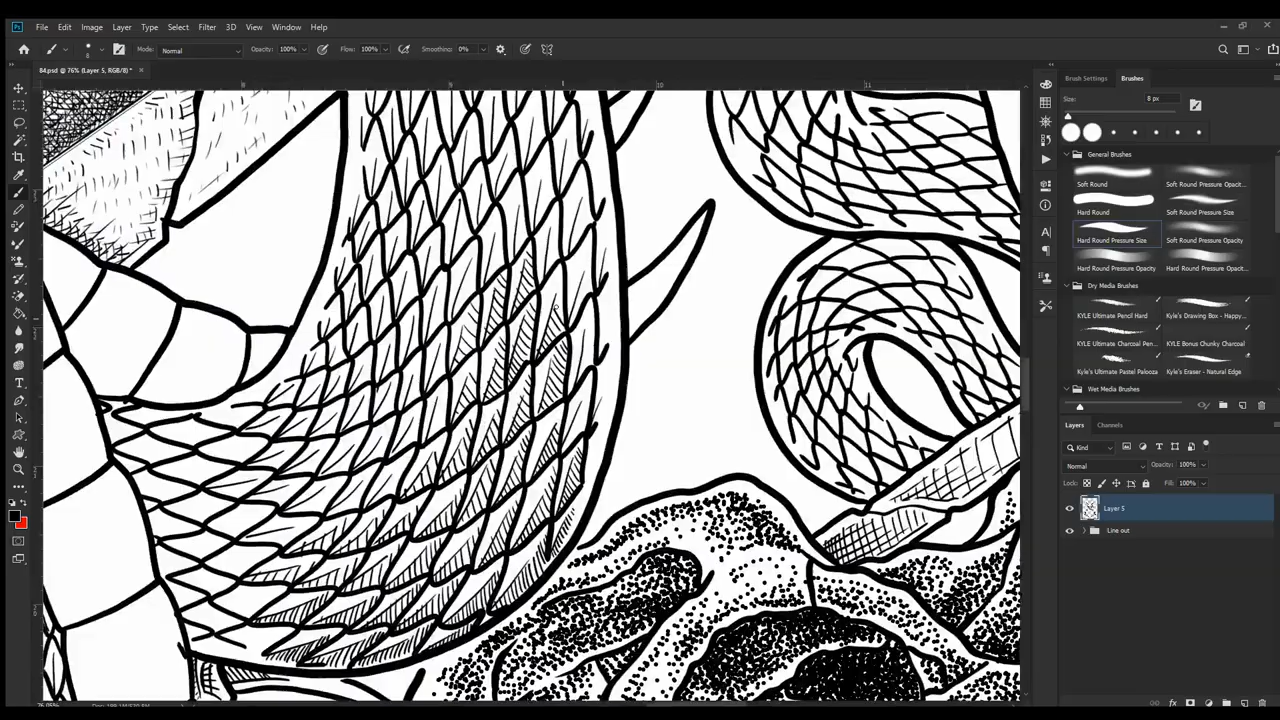 Ps File Edit Image Layer Type Select Filter 3D View Window Help
Mode: Normal Opacity: 100% Flow: 100% Smoothing: 0%
84.psd @ 76% (Layer 5, RGB/8) *
8 9 10 11
Brush Settings Brushes
Size: 8 px
General Brushes
Soft Round Soft Round Pressure Opacit...
Hard Round Soft Round Pressure Size
Hard Round Pressure Size Soft Round Pressure Opacity
Hard Round Pressure Opacity Hard Round Pressure Opacit...
Dry Media Brushes
KYLE Ultimate Pencil Hard Kyle's Drawing Box - Happy...
KYLE Ultimate Charcoal Pen... KYLE Bonus Chunky Charcoal
Kyle's Ultimate Pastel Palooza Kyle's Eraser - Natural Edge
Wet Media Brushes
Layers Channels
Kind
Normal Opacity: 100%
Lock: Fill: 100%
Layer 5
Line out